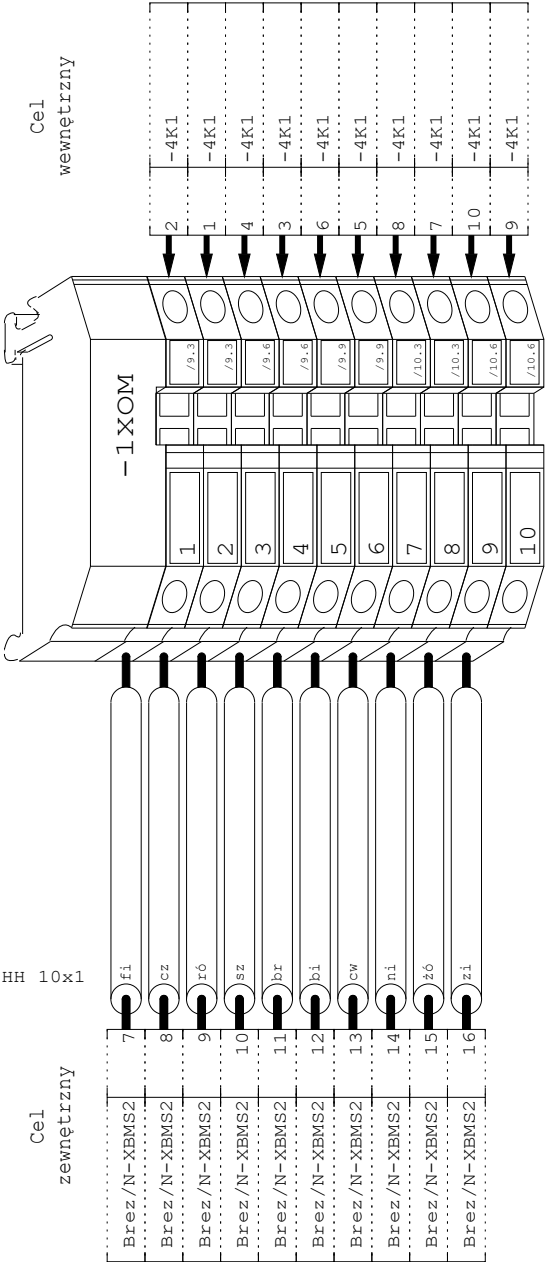 Cel
wewnętrzny
-4K1 -4K1 -4K1 -4K1 -4K1 -4K1 -4K1 -4K1 -4K1 -4K1
2 1 4 3 6 5 8 7 10 9
-1XOM
/9.3 /9.3 /9.6 /9.6 /9.9 /9.9 /10.3 /10.3 /10.6 /10.6
1 2 3 4 5 6 7 8 9 10
HH 10x1
fi cz ró sz br bi cw ni żó zi
7 8 9 10 11 12 13 14 15 16
Cel
zewnętrzny
Brez/N-XBMS2 Brez/N-XBMS2 Brez/N-XBMS2 Brez/N-XBMS2 Brez/N-XBMS2 Brez/N-XBMS2 Brez/N-XBMS2 Brez/N-XBMS2 Brez/N-XBMS2 Brez/N-XBMS2